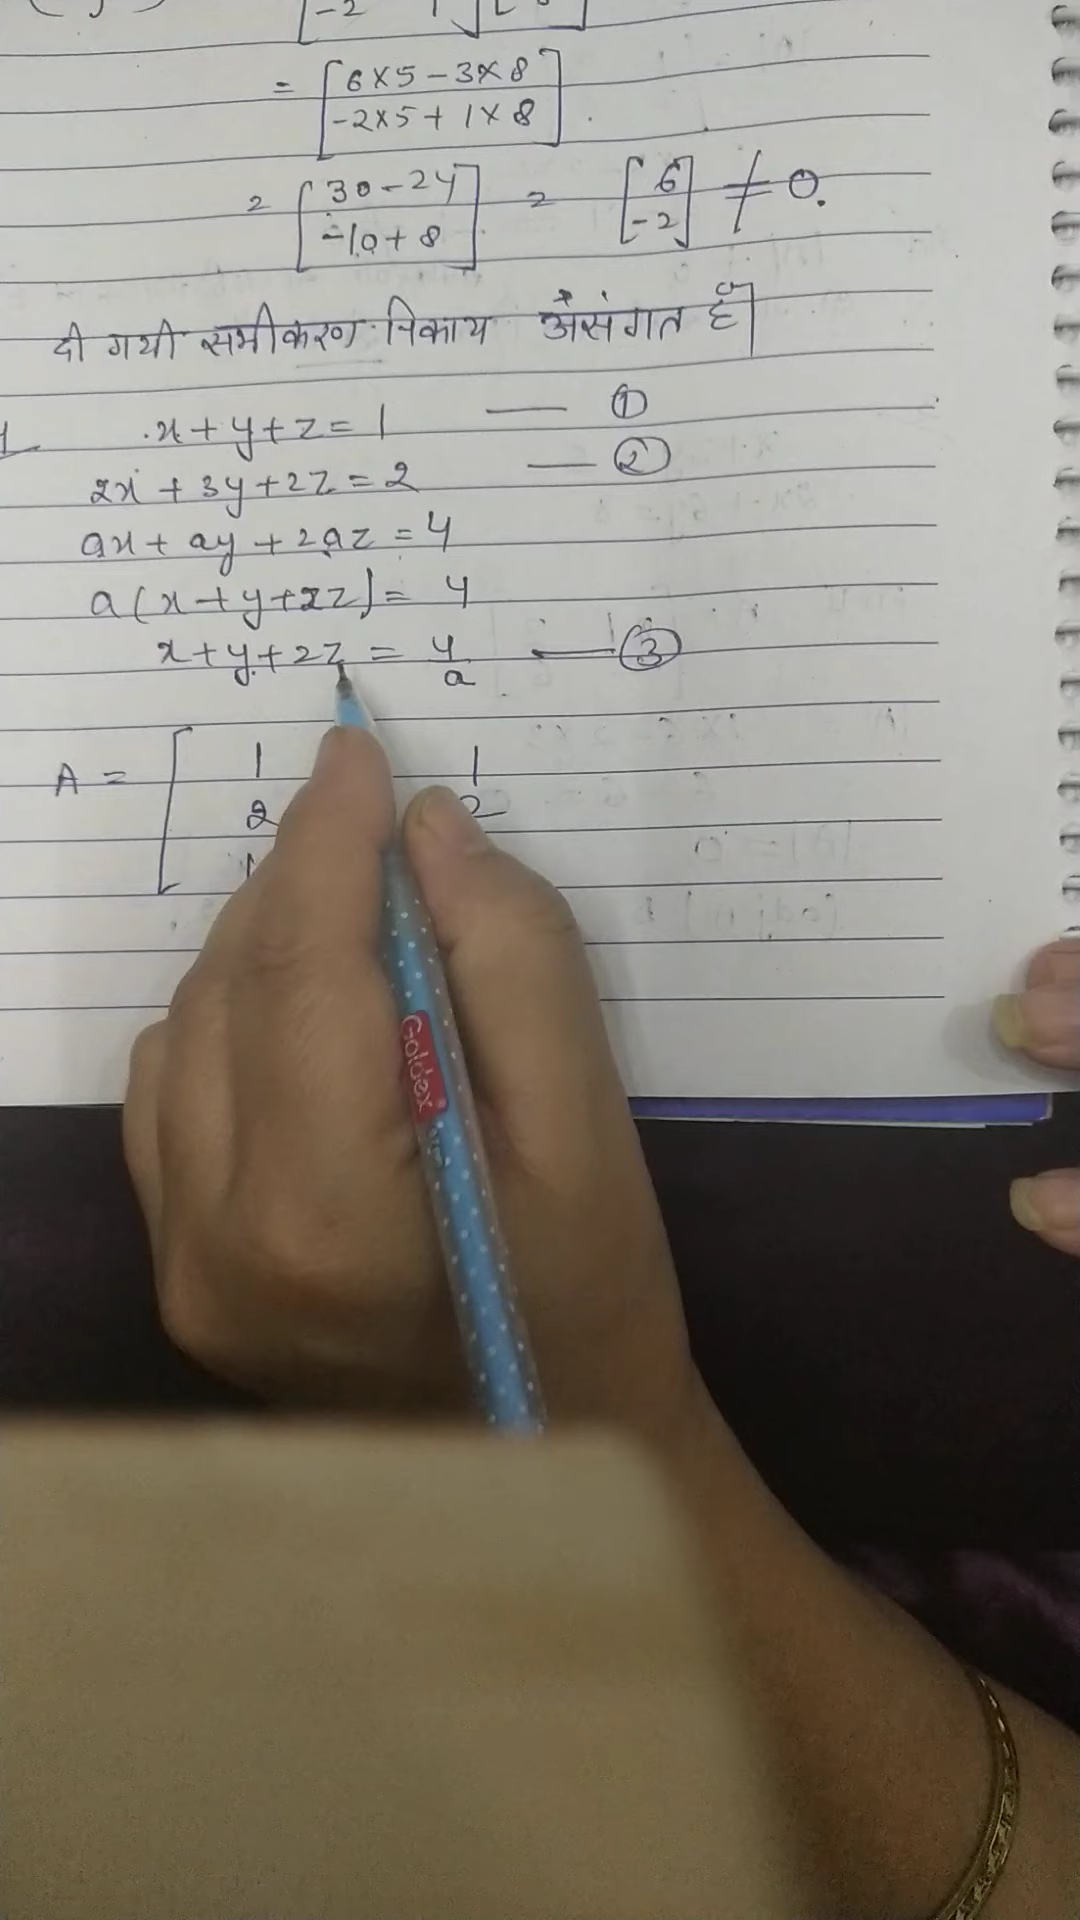 -2
= [6×5-3×8
-2×5+1×8].
= [30-24
-10+8] = [6
-2] ≠ 0.
दी गयी समीकरण निकाय असंगत है|
x+y+z=1 — ①
2x+3y+2z=2 — ②
ax+ay+2az=4
a(x+y+2z)=4
x+y+2z = 4/a — ③
A = [1 1
2 2
1
Goldex